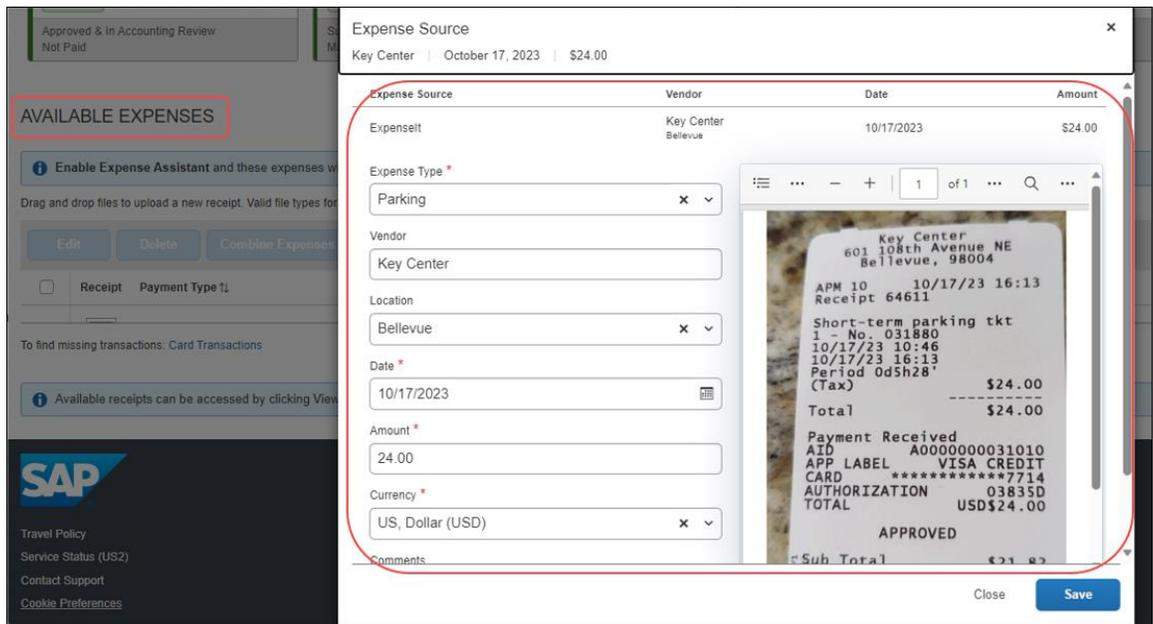 Approved & In Accounting Review
Not Paid
AVAILABLE EXPENSES
Enable Expense Assistant and these expenses
Drag and drop files to upload a new receipt. Valid file types for
Edit Delete Combine Expenses
Receipt Payment Type
To find missing transactions: Card Transactions
Available receipts can be accessed by clicking View
SAP
Travel Policy
Service Status (US2)
Contact Support
Cookie Preferences
Expense Source
Key Center | October 17, 2023 | $24.00
Expense Source Vendor Date Amount
ExpenseIt Key Center 10/17/2023 $24.00
Bellevue
Expense Type *
Parking
Vendor
Key Center
Location
Bellevue
Date *
10/17/2023
Amount *
24.00
Currency *
US, Dollar (USD)
Comments
1 of 1
Key Center
601 108th Avenue NE
Bellevue, 98004
APM 10 10/17/23 16:13
Receipt 64611
Short-term parking tkt
1 - No. 031880
10/17/23 10:46
10/17/23 16:13
Period 0d5h28'
(Tax) $24.00
Total $24.00
Payment Received
AID A0000000031010
APP LABEL VISA CREDIT
CARD ************7714
AUTHORIZATION 03835D
TOTAL USD$24.00
APPROVED
Sub Total $21.82
Close Save